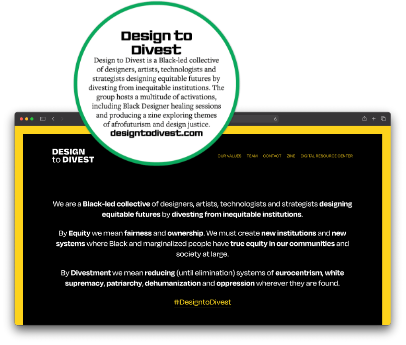 Design to
Divest
Design to Divest is a Black-led collective
of designers, artists, technologists and
strategists designing equitable futures by
divesting from inequitable institutions. The
group hosts a multitude of activations,
including Black Designer healing sessions
and producing a zine exploring themes
of afrofuturism and design justice.
designtodivest.com
DESIGN
to DIVEST
OUR VALUES TEAM CONTACT ZINE DIGITAL RESOURCE CENTER
We are a Black-led collective of designers, artists, technologists and strategists designing
equitable futures by divesting from inequitable institutions.
By Equity we mean fairness and ownership. We must create new institutions and new
systems where Black and marginalized people have true equity in our communities and
society at large.
By Divestment we mean reducing (until elimination) systems of eurocentrism, white
supremacy, patriarchy, dehumanization and oppression wherever they are found.
#DesigntoDivest